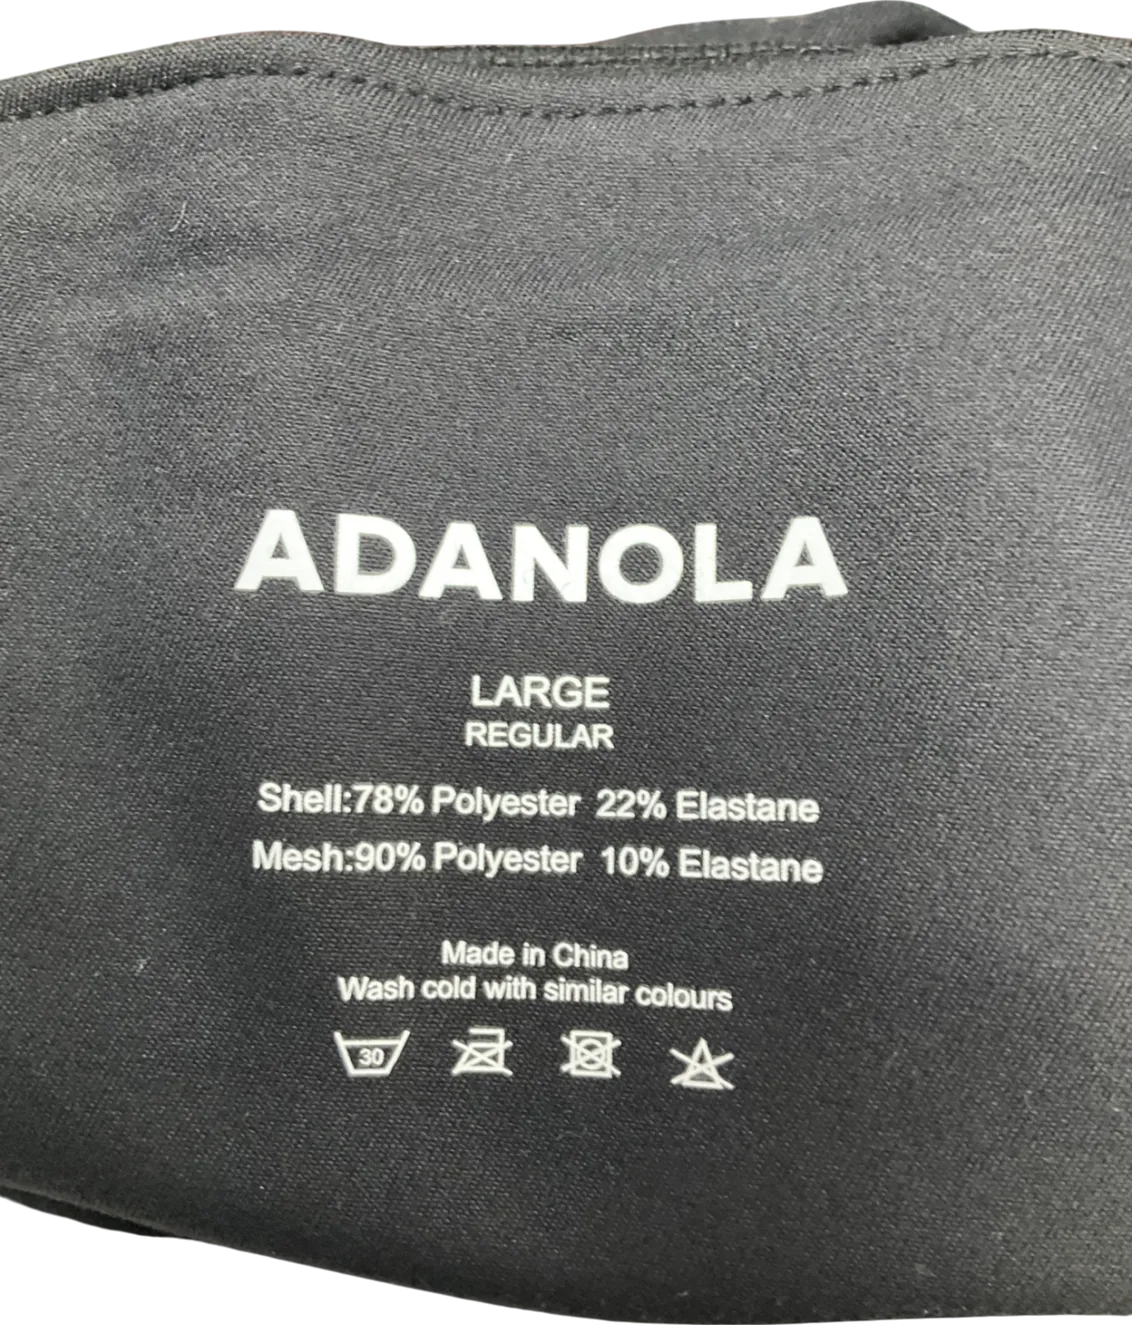 ADANOLA
LARGE
REGULAR
Shell:78% Polyester 22% Elastane
Mesh:90% Polyester 10% Elastane
Made in China
Wash cold with similar colours
30